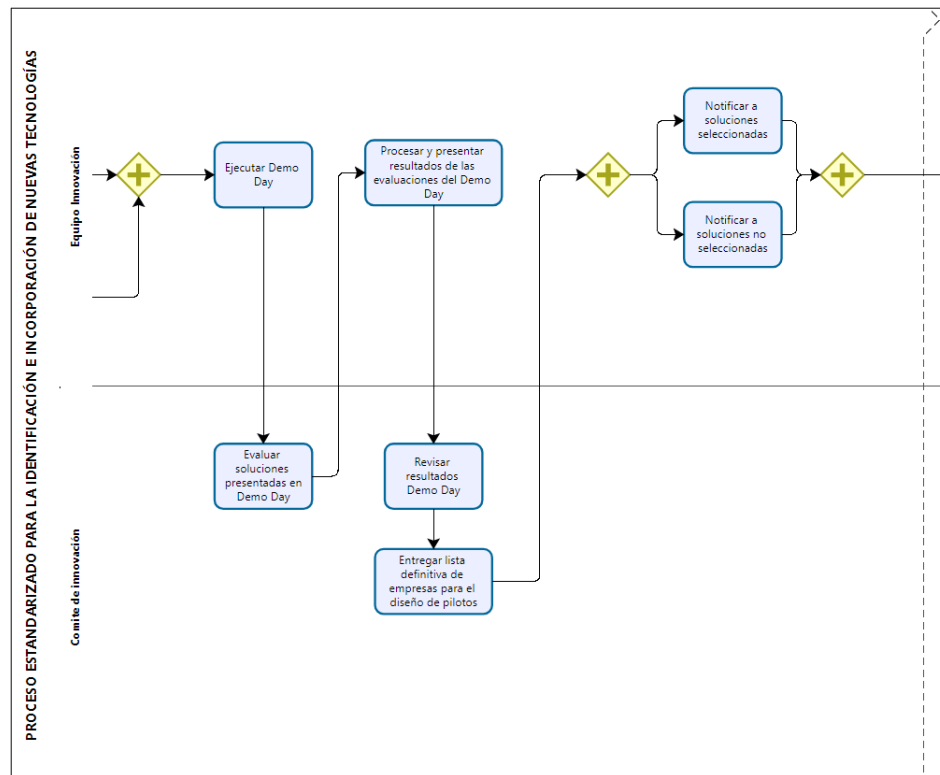 PROCESO ESTANDARIZADO PARA LA IDENTIFICACIÓN E INCORPORACIÓN DE NUEVAS TECNOLOGÍAS
Equipo Innovación
Ejecutar Demo
Day
Procesar y presentar
resultados de las
evaluaciones del Demo
Day
Notificar a
soluciones
seleccionadas
Notificar a
soluciones no
seleccionadas
Comite de innovación
Evaluar
soluciones
presentadas en
Demo Day
Revisar
resultados
Demo Day
Entregar lista
definitiva de
empresas para el
diseño de pilotos